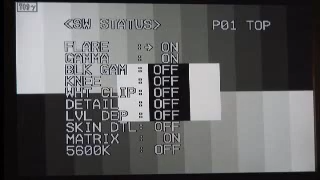 <SW STATUS> P01 TOP
FLARE : ON
GAMMA : ON
BLK GAM : OFF
KNEE : OFF
WHT CLIP: OFF
DETAIL : OFF
LVL DEP : OFF
SKIN DTL: OFF
MATRIX : ON
5600K : OFF